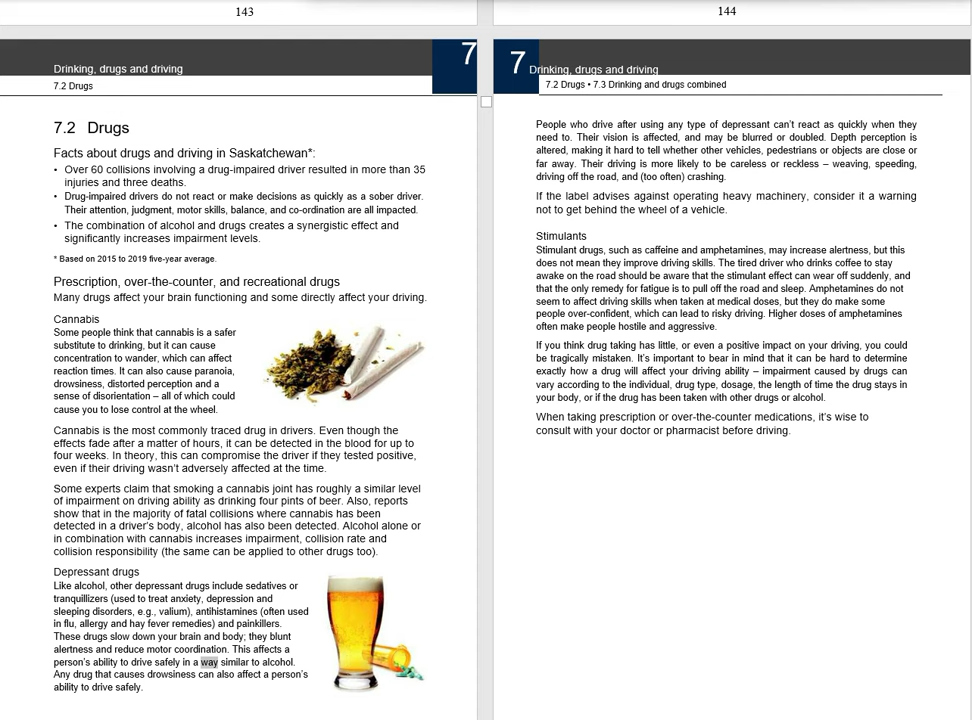 143
7
Drinking, drugs and driving
7.2 Drugs
7.2 Drugs
Facts about drugs and driving in Saskatchewan*:
• Over 60 collisions involving a drug-impaired driver resulted in more than 35
injuries and three deaths.
• Drug-impaired drivers do not react or make decisions as quickly as a sober driver.
Their attention, judgment, motor skills, balance, and co-ordination are all impacted.
• The combination of alcohol and drugs creates a synergistic effect and
significantly increases impairment levels.
* Based on 2015 to 2019 five-year average.
Prescription, over-the-counter, and recreational drugs
Many drugs affect your brain functioning and some directly affect your driving.
Cannabis
Some people think that cannabis is a safer
substitute to drinking, but it can cause
concentration to wander, which can affect
reaction times. It can also cause paranoia,
drowsiness, distorted perception and a
sense of disorientation – all of which could
cause you to lose control at the wheel.
Cannabis is the most commonly traced drug in drivers. Even though the
effects fade after a matter of hours, it can be detected in the blood for up to
four weeks. In theory, this can compromise the driver if they tested positive,
even if their driving wasn't adversely affected at the time.
Some experts claim that smoking a cannabis joint has roughly a similar level
of impairment on driving ability as drinking four pints of beer. Also, reports
show that in the majority of fatal collisions where cannabis has been
detected in a driver's body, alcohol has also been detected. Alcohol alone or
in combination with cannabis increases impairment, collision rate and
collision responsibility (the same can be applied to other drugs too).
Depressant drugs
Like alcohol, other depressant drugs include sedatives or
tranquillizers (used to treat anxiety, depression and
sleeping disorders, e.g., valium), antihistamines (often used
in flu, allergy and hay fever remedies) and painkillers.
These drugs slow down your brain and body; they blunt
alertness and reduce motor coordination. This affects a
person's ability to drive safely in a way similar to alcohol.
Any drug that causes drowsiness can also affect a person's
ability to drive safely.
144
7 Drinking, drugs and driving
7.2 Drugs • 7.3 Drinking and drugs combined
People who drive after using any type of depressant can't react as quickly when they
need to. Their vision is affected, and may be blurred or doubled. Depth perception is
altered, making it hard to tell whether other vehicles, pedestrians or objects are close or
far away. Their driving is more likely to be careless or reckless – weaving, speeding,
driving off the road, and (too often) crashing.
If the label advises against operating heavy machinery, consider it a warning
not to get behind the wheel of a vehicle.
Stimulants
Stimulant drugs, such as caffeine and amphetamines, may increase alertness, but this
does not mean they improve driving skills. The tired driver who drinks coffee to stay
awake on the road should be aware that the stimulant effect can wear off suddenly, and
that the only remedy for fatigue is to pull off the road and sleep. Amphetamines do not
seem to affect driving skills when taken at medical doses, but they do make some
people over-confident, which can lead to risky driving. Higher doses of amphetamines
often make people hostile and aggressive.
If you think drug taking has little, or even a positive impact on your driving, you could
be tragically mistaken. It's important to bear in mind that it can be hard to determine
exactly how a drug will affect your driving ability – impairment caused by drugs can
vary according to the individual, drug type, dosage, the length of time the drug stays in
your body, or if the drug has been taken with other drugs or alcohol.
When taking prescription or over-the-counter medications, it's wise to
consult with your doctor or pharmacist before driving.